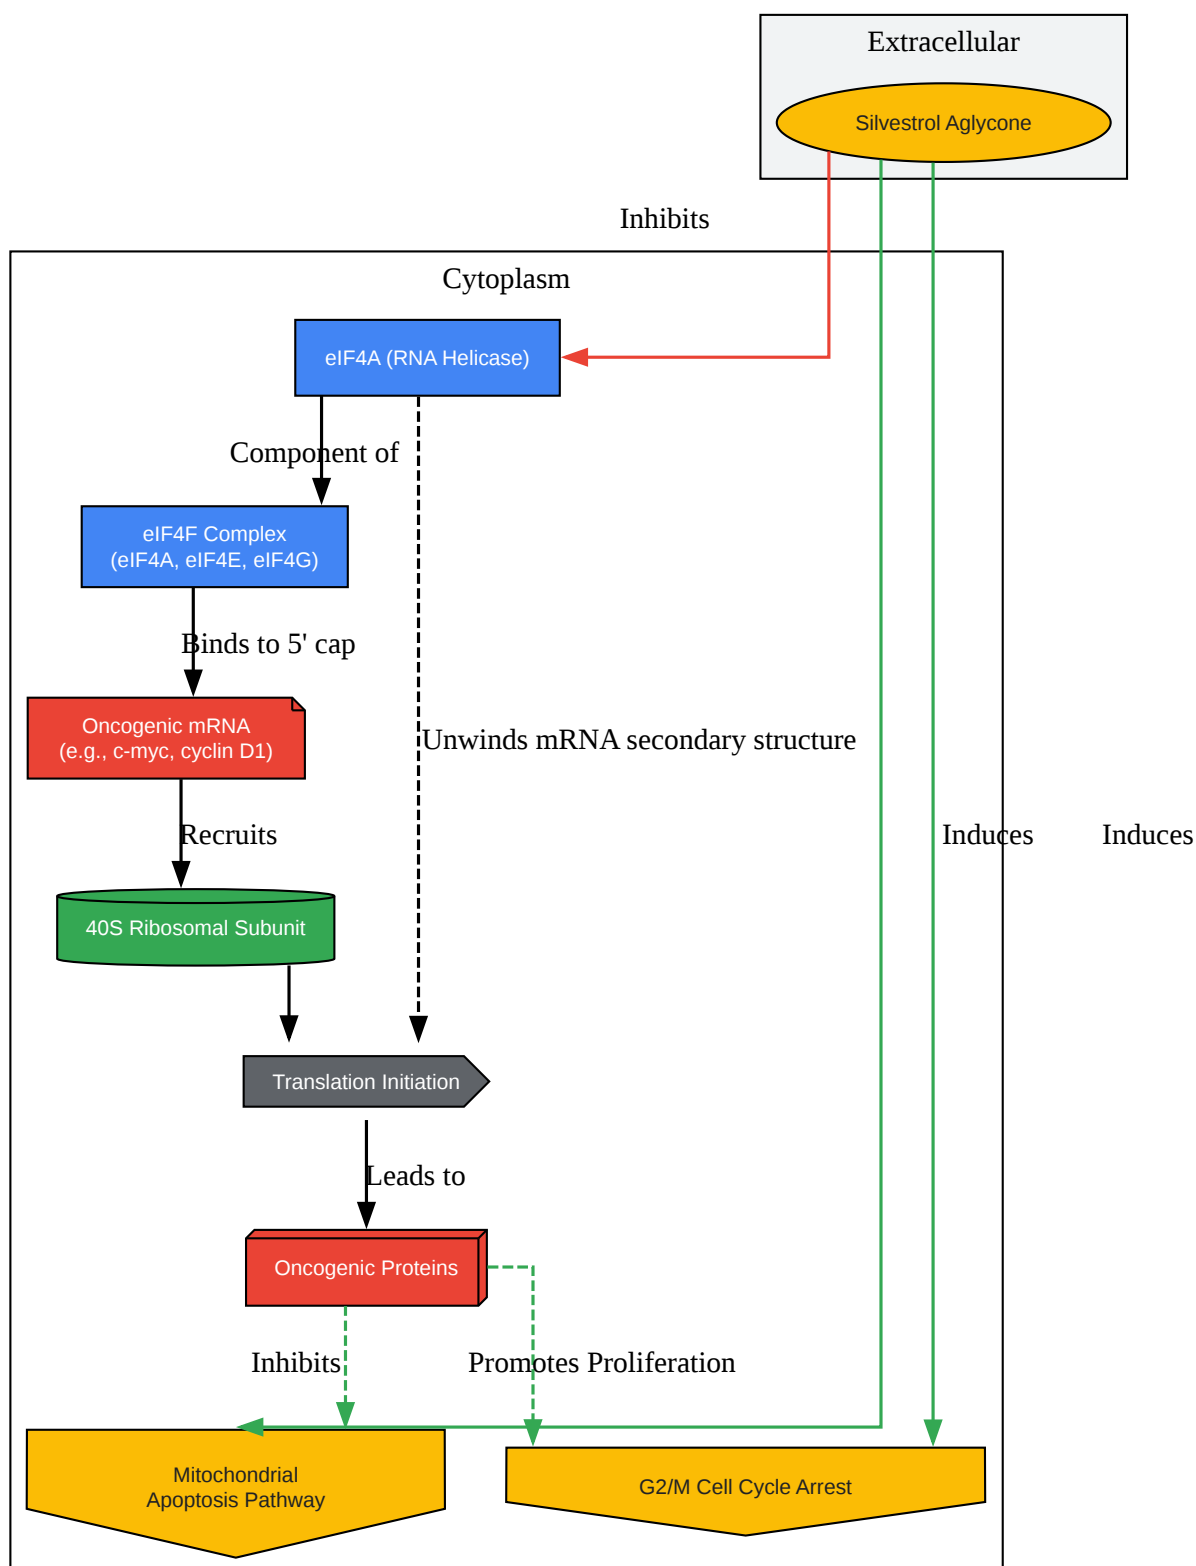 Extracellular
Silvestrol Aglycone
Inhibits
Cytoplasm
eIF4A (RNA Helicase)
Component of
eIF4F Complex
(eIF4A, eIF4E, eIF4G)
Binds to 5' cap
Oncogenic mRNA
(e.g., c-myc, cyclin D1)
Unwinds mRNA secondary structure
Recruits
Induces
Induces
40S Ribosomal Subunit
Translation Initiation
Leads to
Oncogenic Proteins
Inhibits
Promotes Proliferation
Mitochondrial
Apoptosis Pathway
G2/M Cell Cycle Arrest